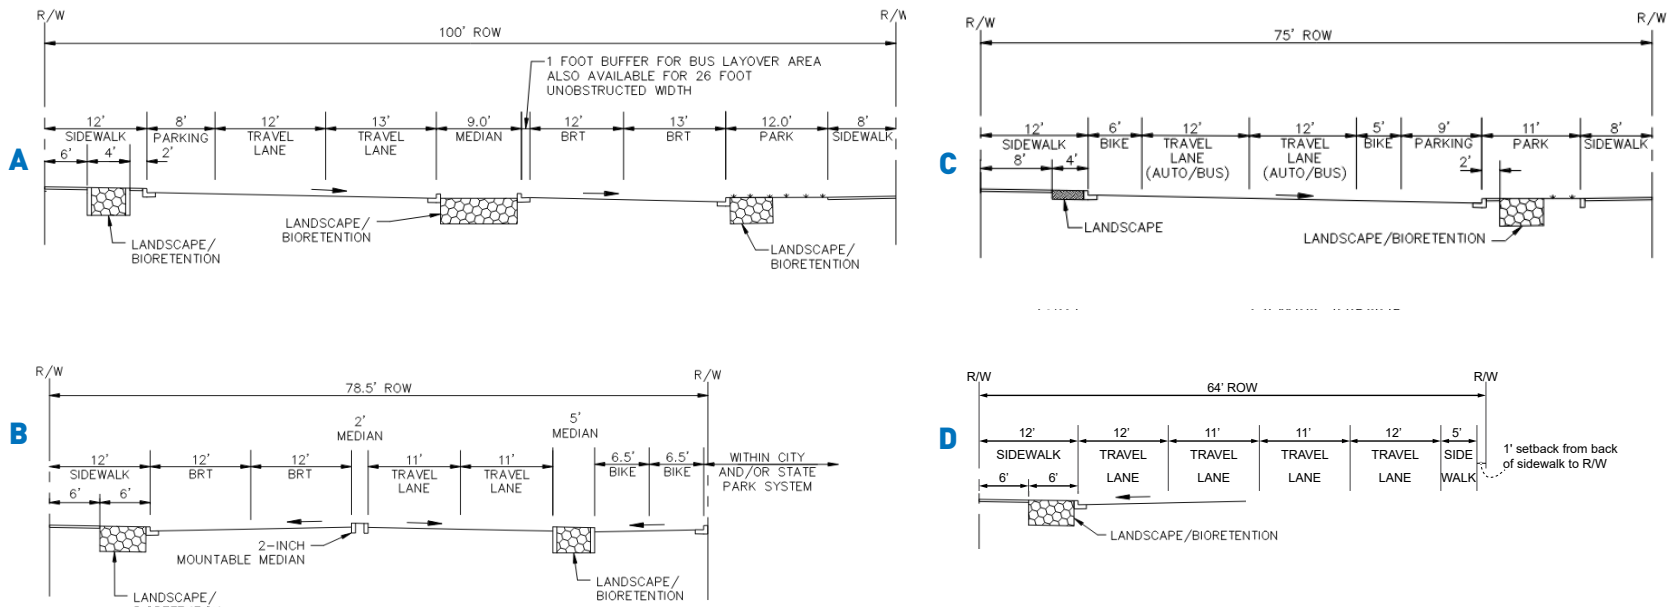 A
R/W
R/W
100' ROW
1 FOOT BUFFER FOR BUS LAYOVER AREA
ALSO AVAILABLE FOR 26 FOOT
UNOBSTRUCTED WIDTH
12' 8' 12' 13' 9.0' 12' 13' 12.0' 8'
SIDEWALK PARKING TRAVEL LANE TRAVEL LANE MEDIAN BRT BRT PARK SIDEWALK
6' 4' 2'
LANDSCAPE/
BIORETENTION
LANDSCAPE/
BIORETENTION
LANDSCAPE/
BIORETENTION
C
R/W
R/W
75' ROW
12' 6' 12' 12' 5' 9' 11' 8'
SIDEWALK BIKE TRAVEL LANE (AUTO/BUS) TRAVEL LANE (AUTO/BUS) BIKE PARKING PARK SIDEWALK
8' 4' 2'
LANDSCAPE
LANDSCAPE/BIORETENTION
B
R/W
R/W
78.5' ROW
2'
MEDIAN
5'
MEDIAN
12' 12' 12' 11' 11' 6.5' 6.5'
SIDEWALK BRT BRT TRAVEL LANE TRAVEL LANE BIKE BIKE
WITHIN CITY
AND/OR STATE
PARK SYSTEM
6' 6'
2-INCH
MOUNTABLE MEDIAN
LANDSCAPE/
LANDSCAPE/
BIORETENTION
D
R/W
R/W
64' ROW
12' 12' 11' 11' 12' 5'
SIDEWALK TRAVEL LANE TRAVEL LANE TRAVEL LANE TRAVEL LANE SIDE WALK
1' setback from back
of sidewalk to R/W
6' 6'
LANDSCAPE/BIORETENTION